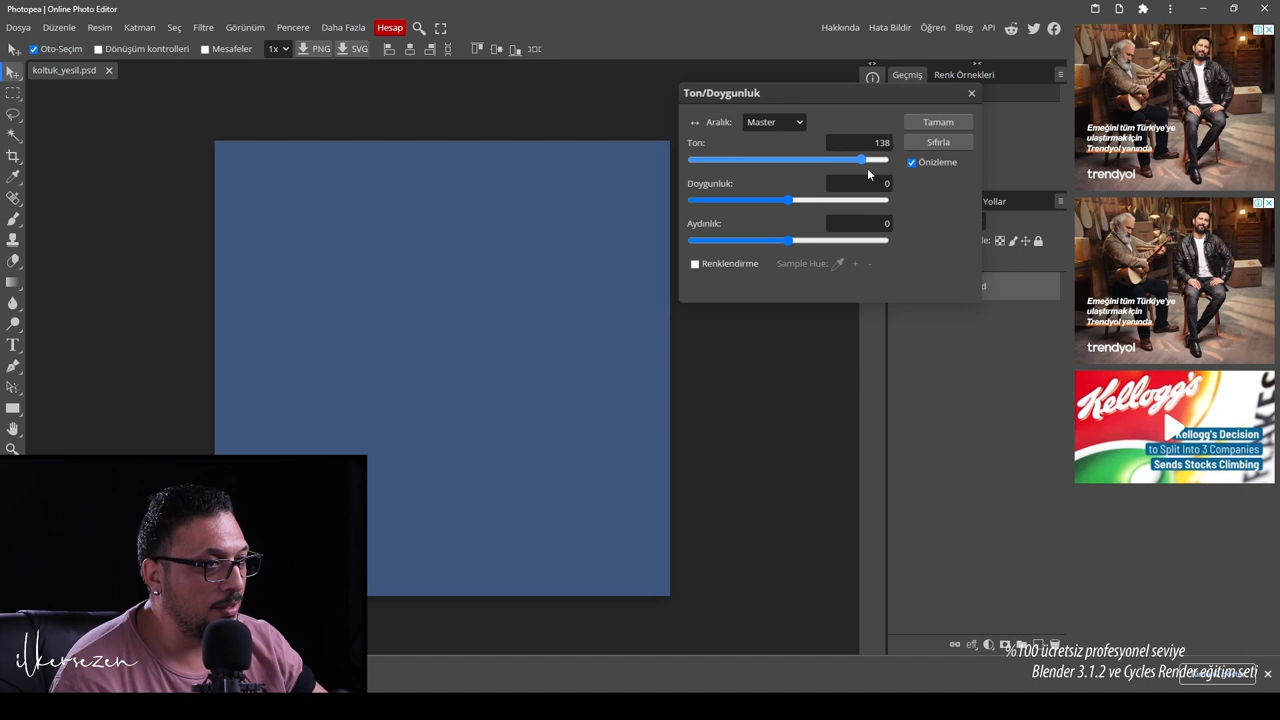 Photopea | Online Photo Editor
Dosya Düzenle Resim Katman Seç Filtre Görünüm Pencere Daha Fazla Hesap
Hakkında Hata Bildir Öğren Blog API
Oto-Seçim Dönüşüm kontrolleri Mesafeler 1x PNG SVG
koltuk_yesil.psd
Geçmiş Renk Örnekleri
Ton/Doygunluk
Aralık: Master
Tamam
Ton: 138
Sıfırla
Önizleme
Doygunluk: 0
Aydınlık: 0
Renklendirme Sample Hue: + -
Yollar
Emeğini tüm Türkiye'ye
ulaştırmak için
Trendyol yanında
trendyol
Emeğini tüm Türkiye'ye
ulaştırmak için
Trendyol yanında
trendyol
Kellogg's
Kellogg's Decision
to Split Into 3 Companies
Sends Stocks Climbing
ilkersezen
%100 ücretsiz profesyonel seviye
Blender 3.1.2 ve Cycles Render eğitim seti